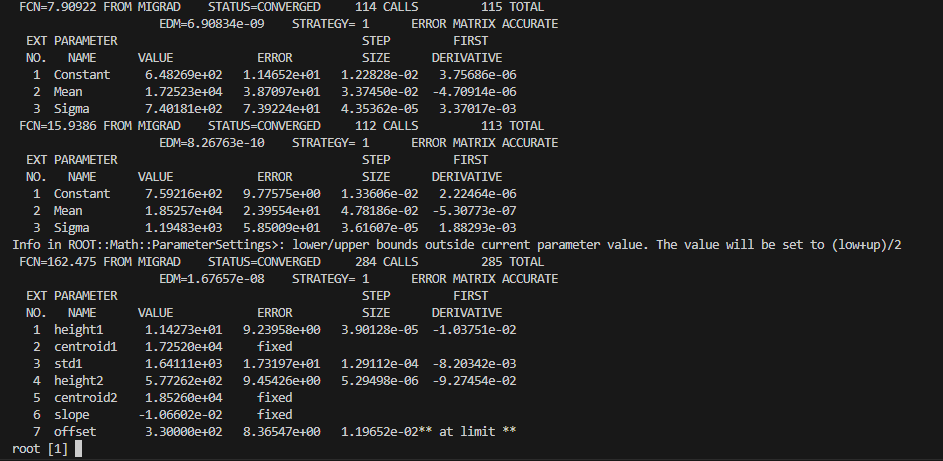 FCN=7.90922 FROM MIGRAD    STATUS=CONVERGED     114 CALLS         115 TOTAL
                     EDM=6.90834e-09    STRATEGY= 1      ERROR MATRIX ACCURATE
  EXT PARAMETER                                   STEP         FIRST
  NO.   NAME      VALUE            ERROR          SIZE      DERIVATIVE
   1  Constant     6.48269e+02   1.14652e+01   1.22828e-02   3.75686e-06
   2  Mean         1.72523e+04   3.87097e+01   3.37450e-02  -4.70914e-06
   3  Sigma        7.40181e+02   7.39224e+01   4.35362e-05   3.37017e-03
FCN=15.9386 FROM MIGRAD    STATUS=CONVERGED     112 CALLS         113 TOTAL
                     EDM=8.26763e-10    STRATEGY= 1      ERROR MATRIX ACCURATE
  EXT PARAMETER                                   STEP         FIRST
  NO.   NAME      VALUE            ERROR          SIZE      DERIVATIVE
   1  Constant     7.59216e+02   9.77575e+00   1.33606e-02   2.22464e-06
   2  Mean         1.85257e+04   2.39554e+01   4.78186e-02  -5.30773e-07
   3  Sigma        1.19483e+03   5.85009e+01   3.61607e-05   1.88293e-03
Info in ROOT::Math::ParameterSettings>: lower/upper bounds outside current parameter value. The value will be set to (low+up)/2
FCN=162.475 FROM MIGRAD    STATUS=CONVERGED     284 CALLS         285 TOTAL
                     EDM=1.67657e-08    STRATEGY= 1      ERROR MATRIX ACCURATE
  EXT PARAMETER                                   STEP         FIRST
  NO.   NAME      VALUE            ERROR          SIZE      DERIVATIVE
   1  height1      1.14273e+01   9.23958e+00   3.90128e-05  -1.03751e-02
   2  centroid1    1.72520e+04     fixed
   3  std1         1.64111e+03   1.73197e+01   1.29112e-04  -8.20342e-03
   4  height2      5.77262e+02   9.45426e+00   5.29498e-06  -9.27454e-02
   5  centroid2    1.85260e+04     fixed
   6  slope       -1.06602e-02     fixed
   7  offset       3.30000e+02   8.36547e+00   1.19652e-02** at limit **
root [1]